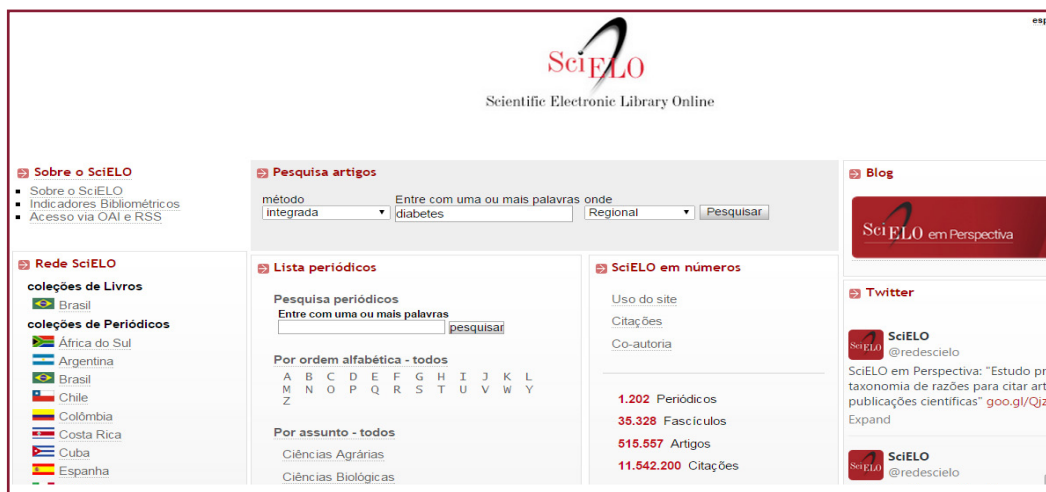 esp
SciELO
Scientific Electronic Library Online
Sobre o SciELO
Sobre o SciELO
Indicadores Bibliométricos
Acesso via OAI e RSS
Pesquisa artigos
método Entre com uma ou mais palavras onde
integrada diabetes Regional Pesquisar
Blog
SciELO em Perspectiva
Rede SciELO
coleções de Livros
Brasil
coleções de Periódicos
África do Sul
Argentina
Brasil
Chile
Colômbia
Costa Rica
Cuba
Espanha
Lista periódicos
Pesquisa periódicos
Entre com uma ou mais palavras
pesquisar
Por ordem alfabética - todos
A B C D E F G H I J K L
M N O P Q R S T U V W Y
Z
Por assunto - todos
Ciências Agrárias
Ciências Biológicas
SciELO em números
Uso do site
Citações
Co-autoria
1.202 Periódicos
35.328 Fascículos
515.557 Artigos
11.542.200 Citações
Twitter
SciELO
SciELO
@redescielo
SciELO em Perspectiva: "Estudo pr
taxonomia de razões para citar art
publicações científicas" goo.gl/Qjz
Expand
SciELO
SciELO
@redescielo